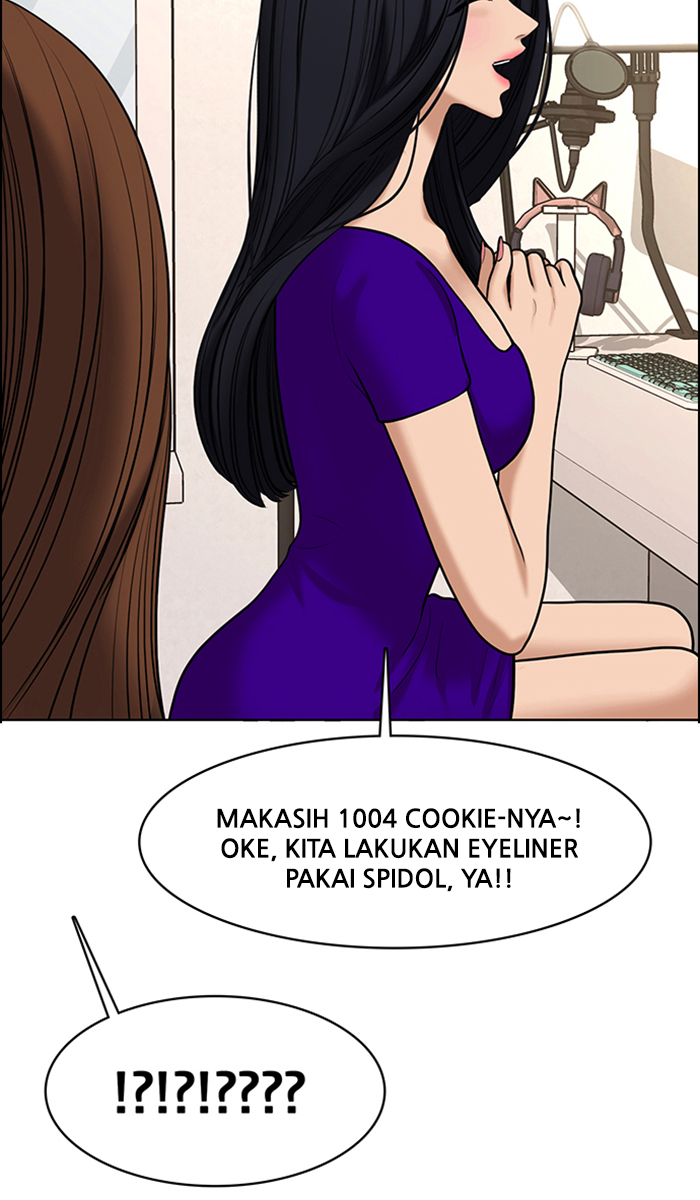 MAKASIH 1004 COOKIE-NYA~!
OKE, KITA LAKUKAN EYELINER
PAKAI SPIDOL, YA!!
!?!?!????